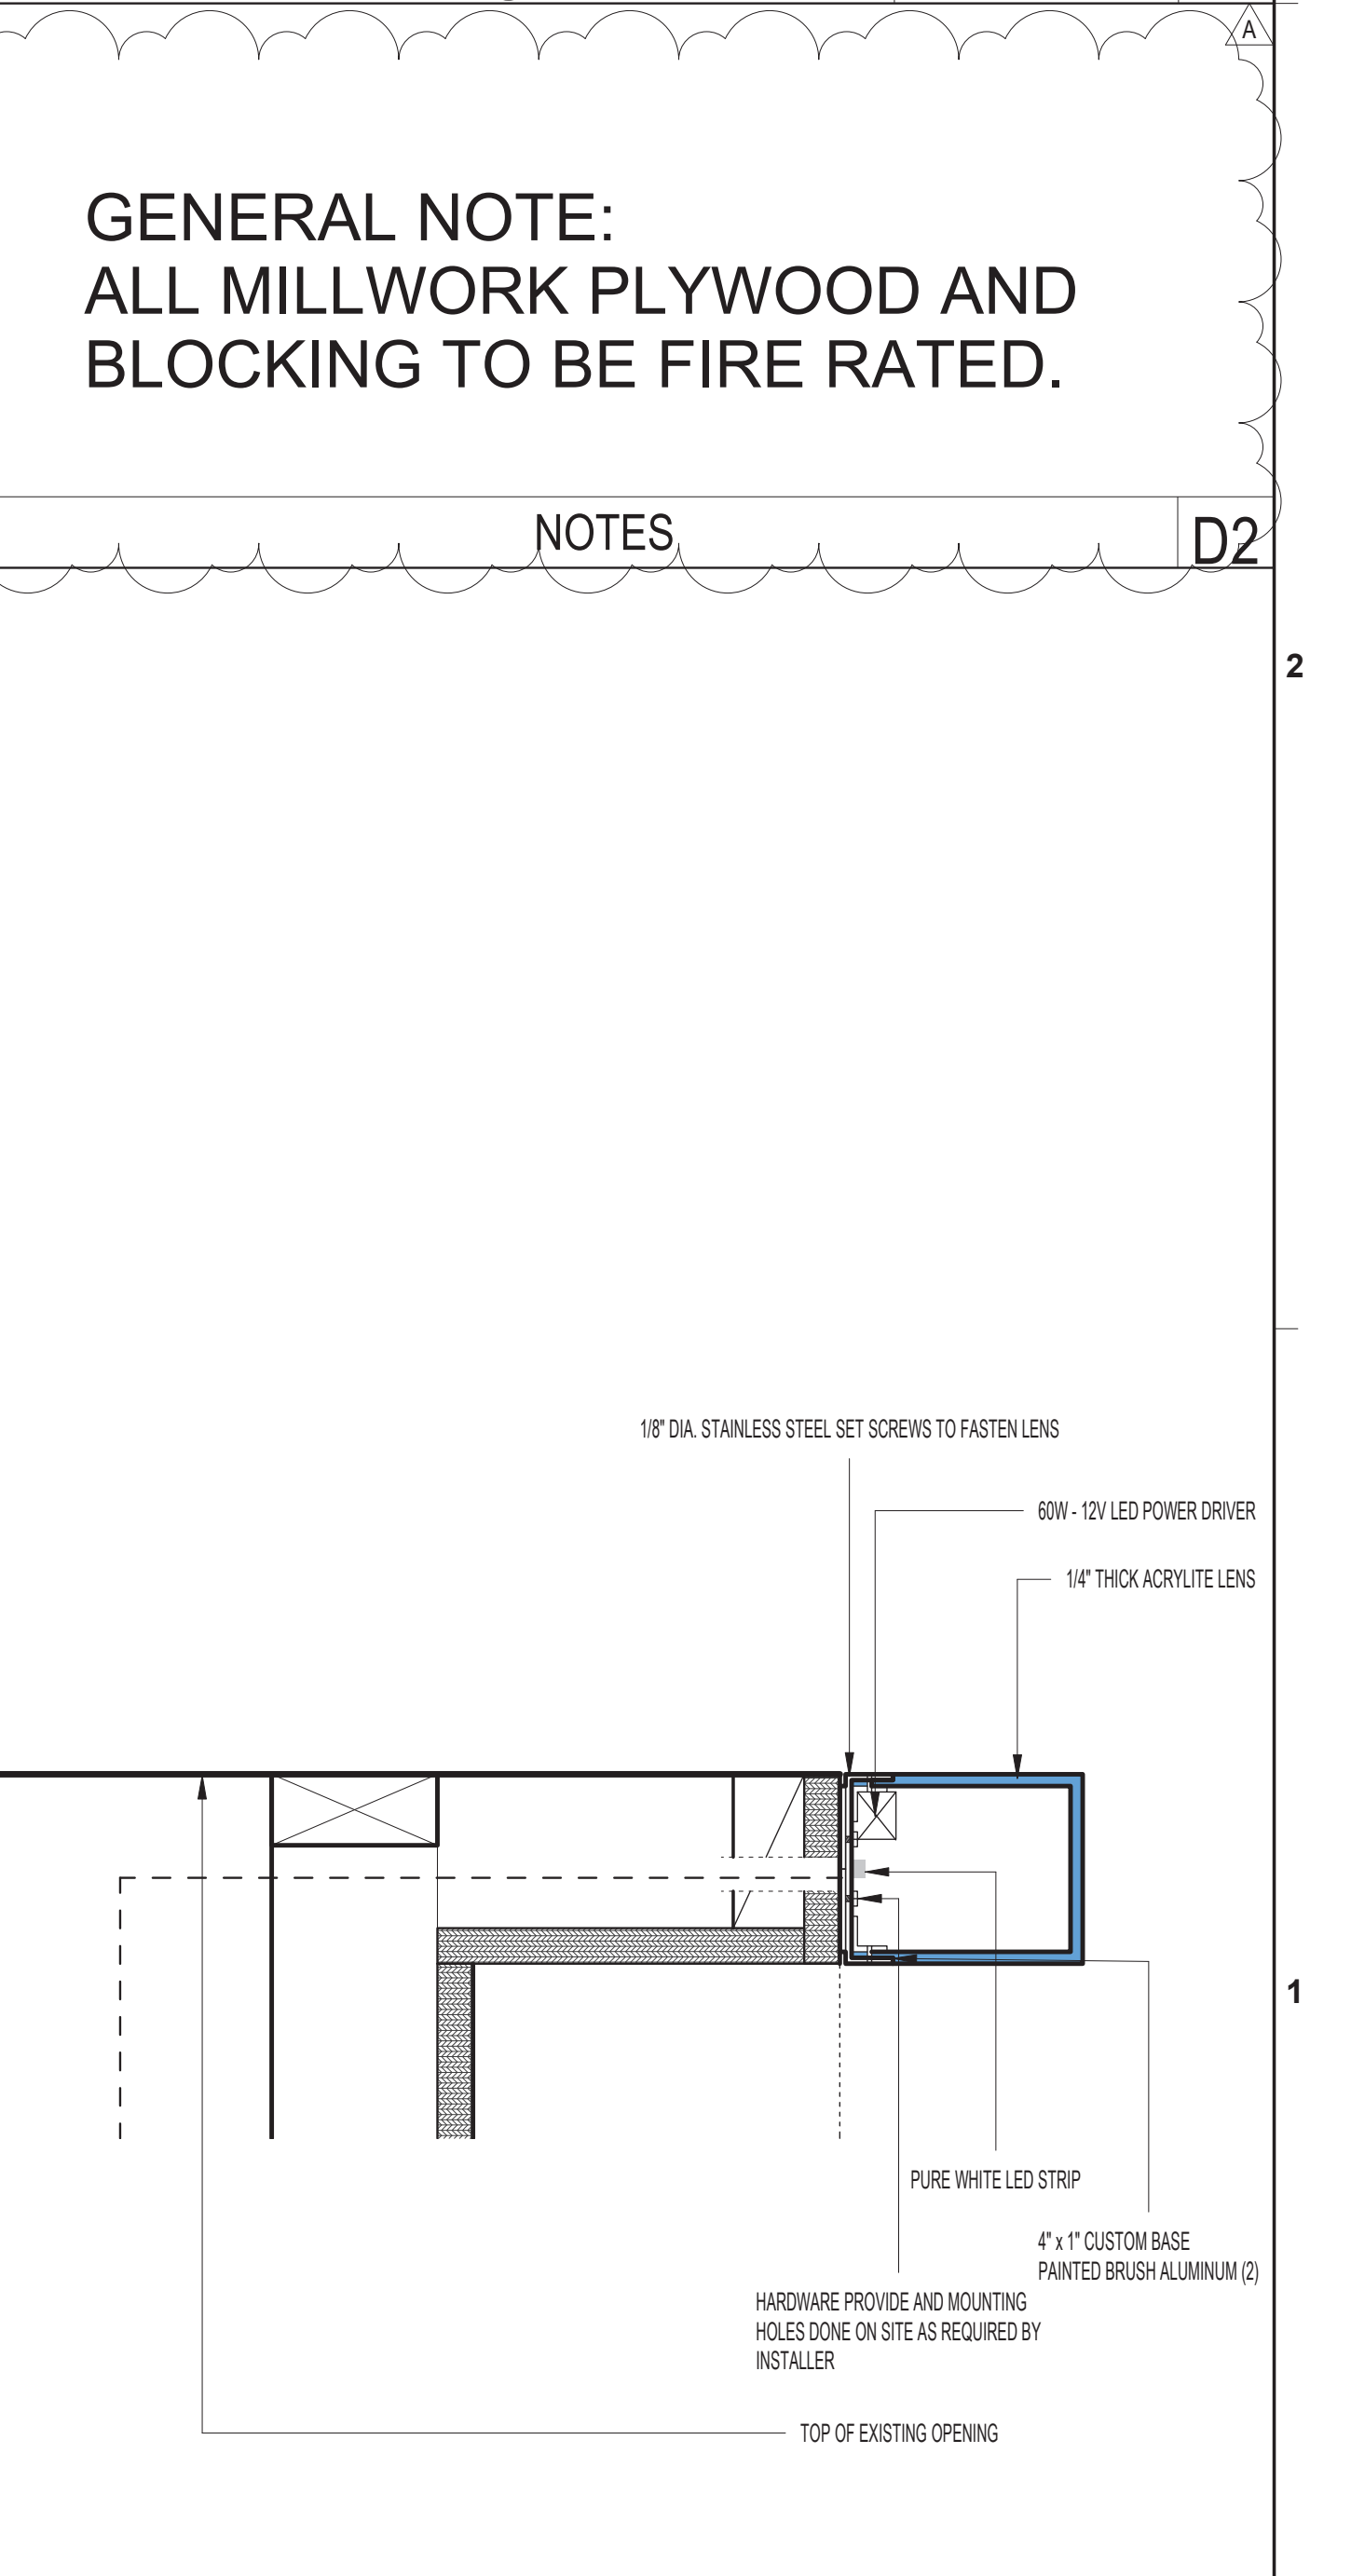 A
GENERAL NOTE:
ALL MILLWORK PLYWOOD AND
BLOCKING TO BE FIRE RATED.
NOTES
D2
2
1/8" DIA. STAINLESS STEEL SET SCREWS TO FASTEN LENS
60W - 12V LED POWER DRIVER
1/4" THICK ACRYLITE LENS
1
PURE WHITE LED STRIP
4" x 1" CUSTOM BASE
PAINTED BRUSH ALUMINUM (2)
HARDWARE PROVIDE AND MOUNTING
HOLES DONE ON SITE AS REQUIRED BY
INSTALLER
TOP OF EXISTING OPENING